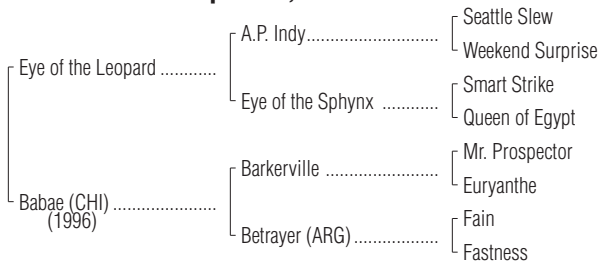 Seattle Slew
A.P. Indy..................................
Weekend Surprise
Eye of the Leopard ............
Smart Strike
Eye of the Sphynx ............
Queen of Egypt
Mr. Prospector
Barkerville ........................
Euryanthe
Babae (CHI) ......................
(1996)
Fain
Betrayer (ARG)..................
Fastness